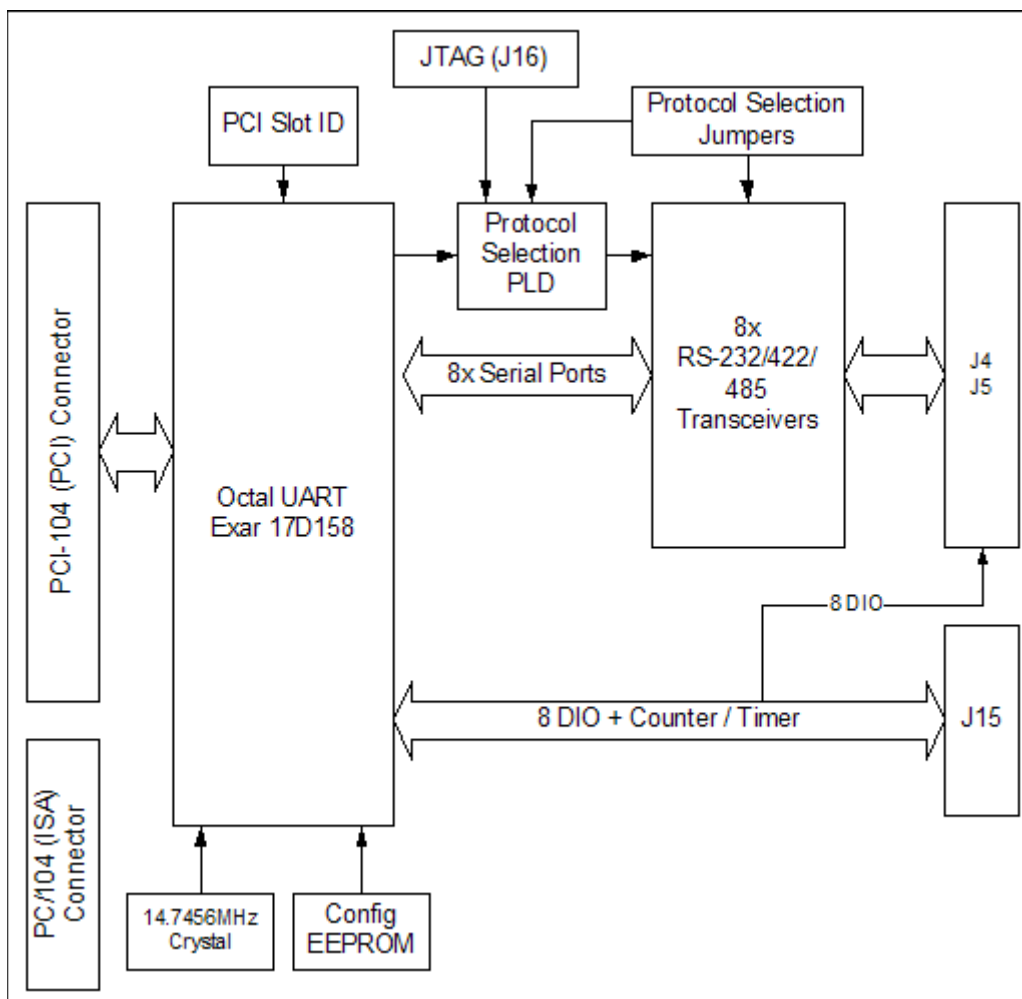 JTAG (J16)
PCI Slot ID
Protocol Selection
Jumpers
Protocol
Selection
PLD
8x
RS-232/422/
485
Transceivers
J4
J5
8x Serial Ports
PCI-104 (PCI) Connector
Octal UART
Exar 17D158
8 DIO
8 DIO + Counter / Timer
J15
PC/104 (ISA)
Connector
14.7456MHz
Crystal
Config
EEPROM